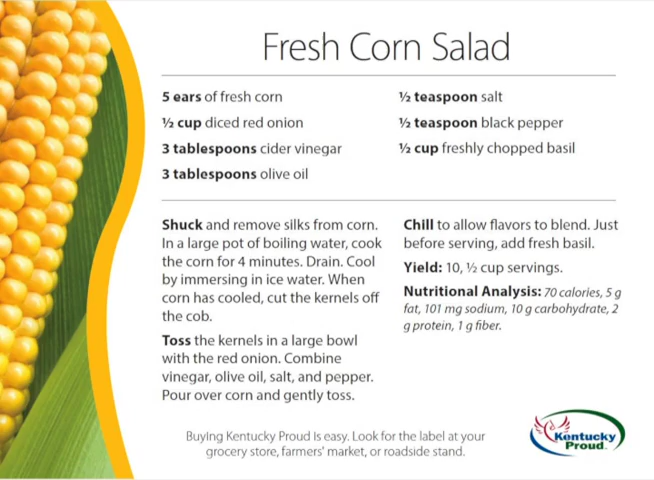 Fresh Corn Salad
5 ears of fresh corn
½ cup diced red onion
3 tablespoons cider vinegar
3 tablespoons olive oil
½ teaspoon salt
½ teaspoon black pepper
½ cup freshly chopped basil
Shuck and remove silks from corn.
In a large pot of boiling water, cook
the corn for 4 minutes. Drain. Cool
by immersing in ice water. When
corn has cooled, cut the kernels off
the cob.
Toss the kernels in a large bowl
with the red onion. Combine
vinegar, olive oil, salt, and pepper.
Pour over corn and gently toss.
Chill to allow flavors to blend. Just
before serving, add fresh basil.
Yield: 10, ½ cup servings.
Nutritional Analysis: 70 calories, 5 g
fat, 101 mg sodium, 10 g carbohydrate, 2
g protein, 1 g fiber.
Buying Kentucky Proud is easy. Look for the label at your
grocery store, farmers' market, or roadside stand.
Kentucky
Proud